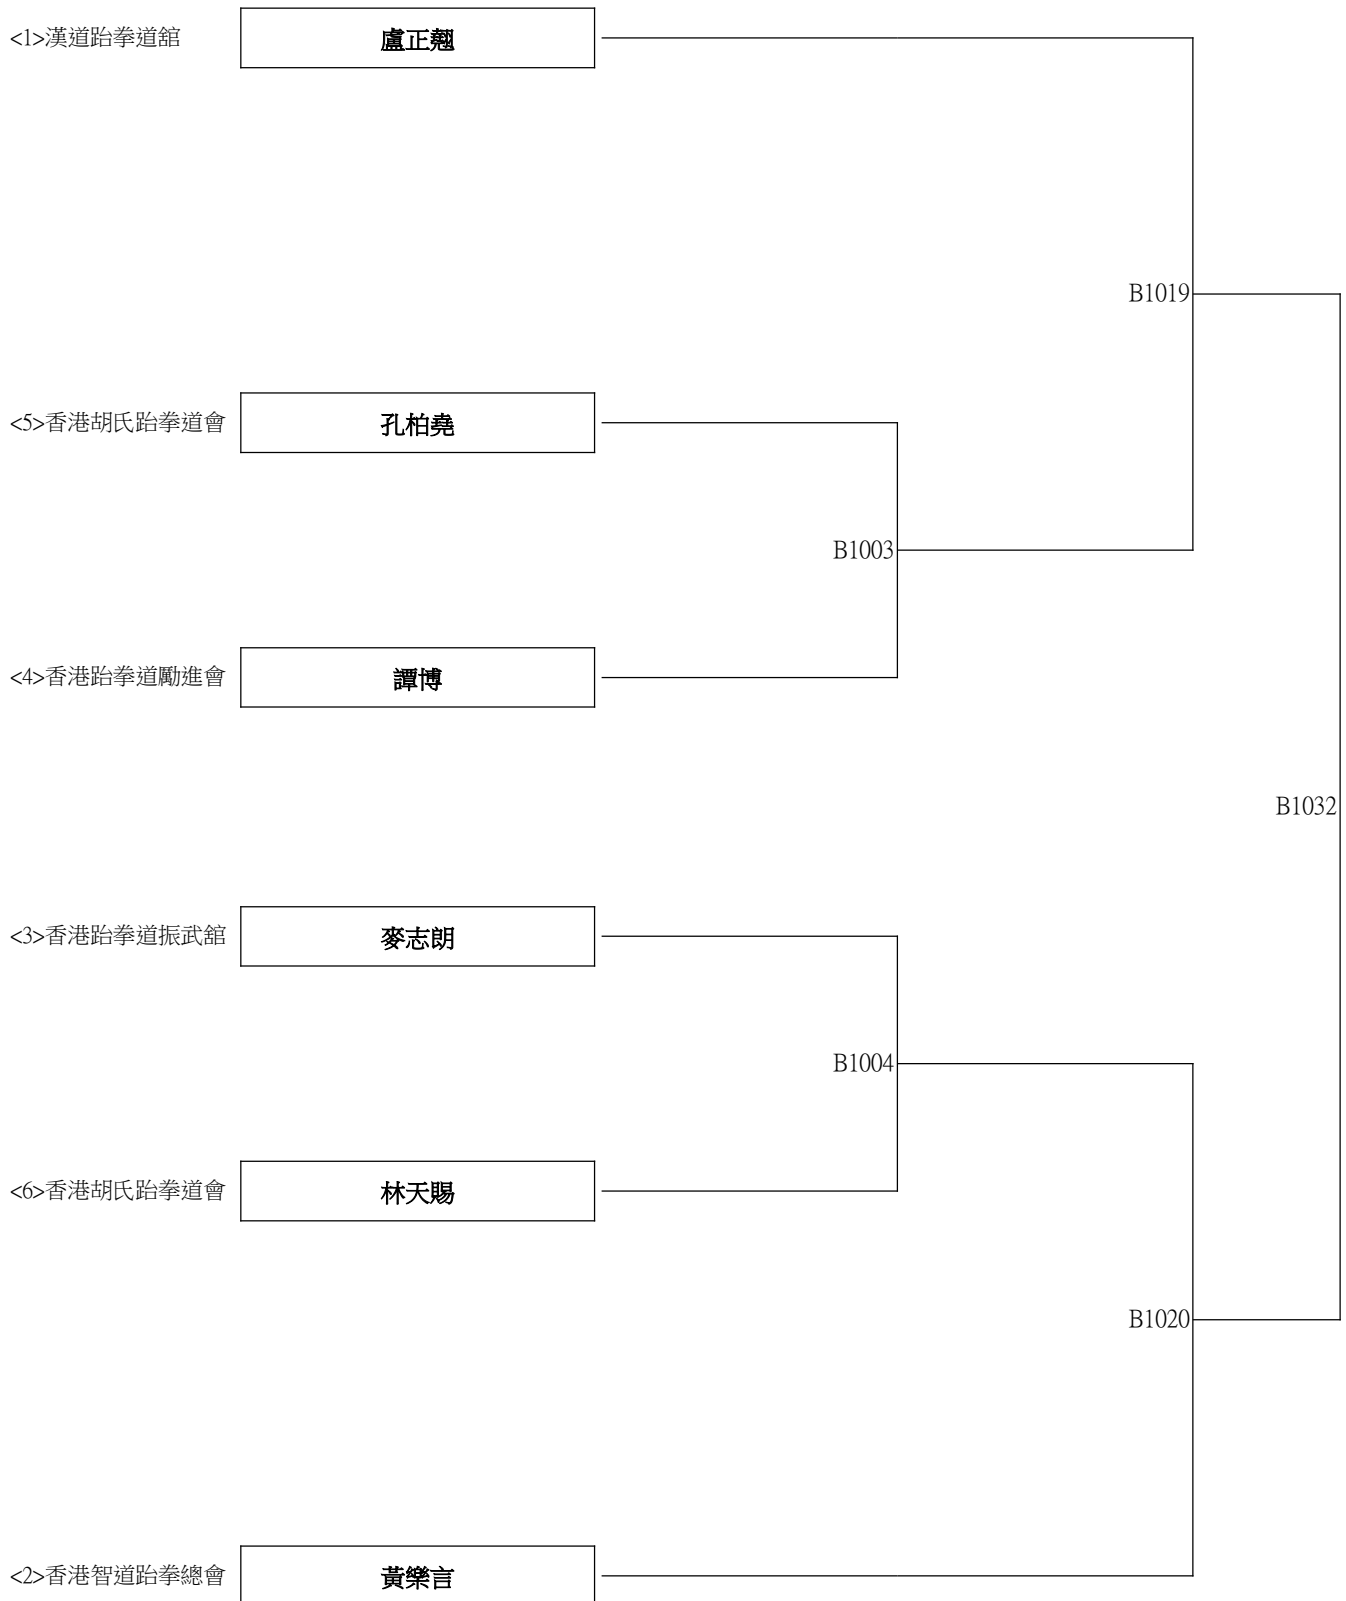 <1>漢道跆拳道舘
盧正翹
B1019
<5>香港胡氏跆拳道會
孔柏堯
B1003
<4>香港跆拳道勵進會
譚博
B1032
<3>香港跆拳道振武舘
麥志朗
B1004
<6>香港胡氏跆拳道會
林天賜
B1020
<2>香港智道跆拳總會
黃樂言